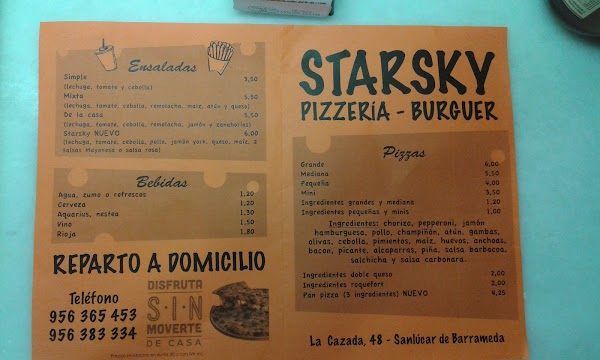 Ensaladas
Simple 3,50
(lechuga, tomate y cebolla)
Mixta 5,50
(lechuga, tomate, cebolla, remolacha, maíz, atún y queso)
De la casa 5,50
(lechuga, tomate, cebolla, remolacha, jamón y zanahorias)
Starsky NUEVO 6,00
(lechuga, tomate, cebolla, pollo, jamón york, queso, maíz, 2
salsas Mayonesa o salsa rosa)
Bebidas
Agua, zumo o refrescos 1,20
Cerveza 1,20
Aquarius, nestea 1,30
Vino 1,50
Rioja 1,80
REPARTO A DOMICILIO
Teléfono
956 365 453
956 383 334
DISFRUTA
S·I·N
MOVERTE
DE CASA
STARSKY
PIZZERÍA - BURGUER
Pizzas
Grande 6,00
Mediana 5,50
Pequeña 4,00
Mini 3,50
Ingredientes grandes y medianos 1,20
Ingredientes pequeñas y minis 1,00
Ingredientes: chorizo, pepperoni, jamón
hamburguesa, pollo, champiñón, atún, gambas,
olivas, cebolla, pimientos, maíz, huevos, anchoas,
bacon, picante, alcaparras, piña, salsa barbacoa,
salchicha y salsa carbonara.
Ingredientes doble queso 2,00
Ingredientes roquefort 2,00
Pan pizza (3 ingredientes) NUEVO 4,25
La Cazada, 48 - Sanlúcar de Barrameda